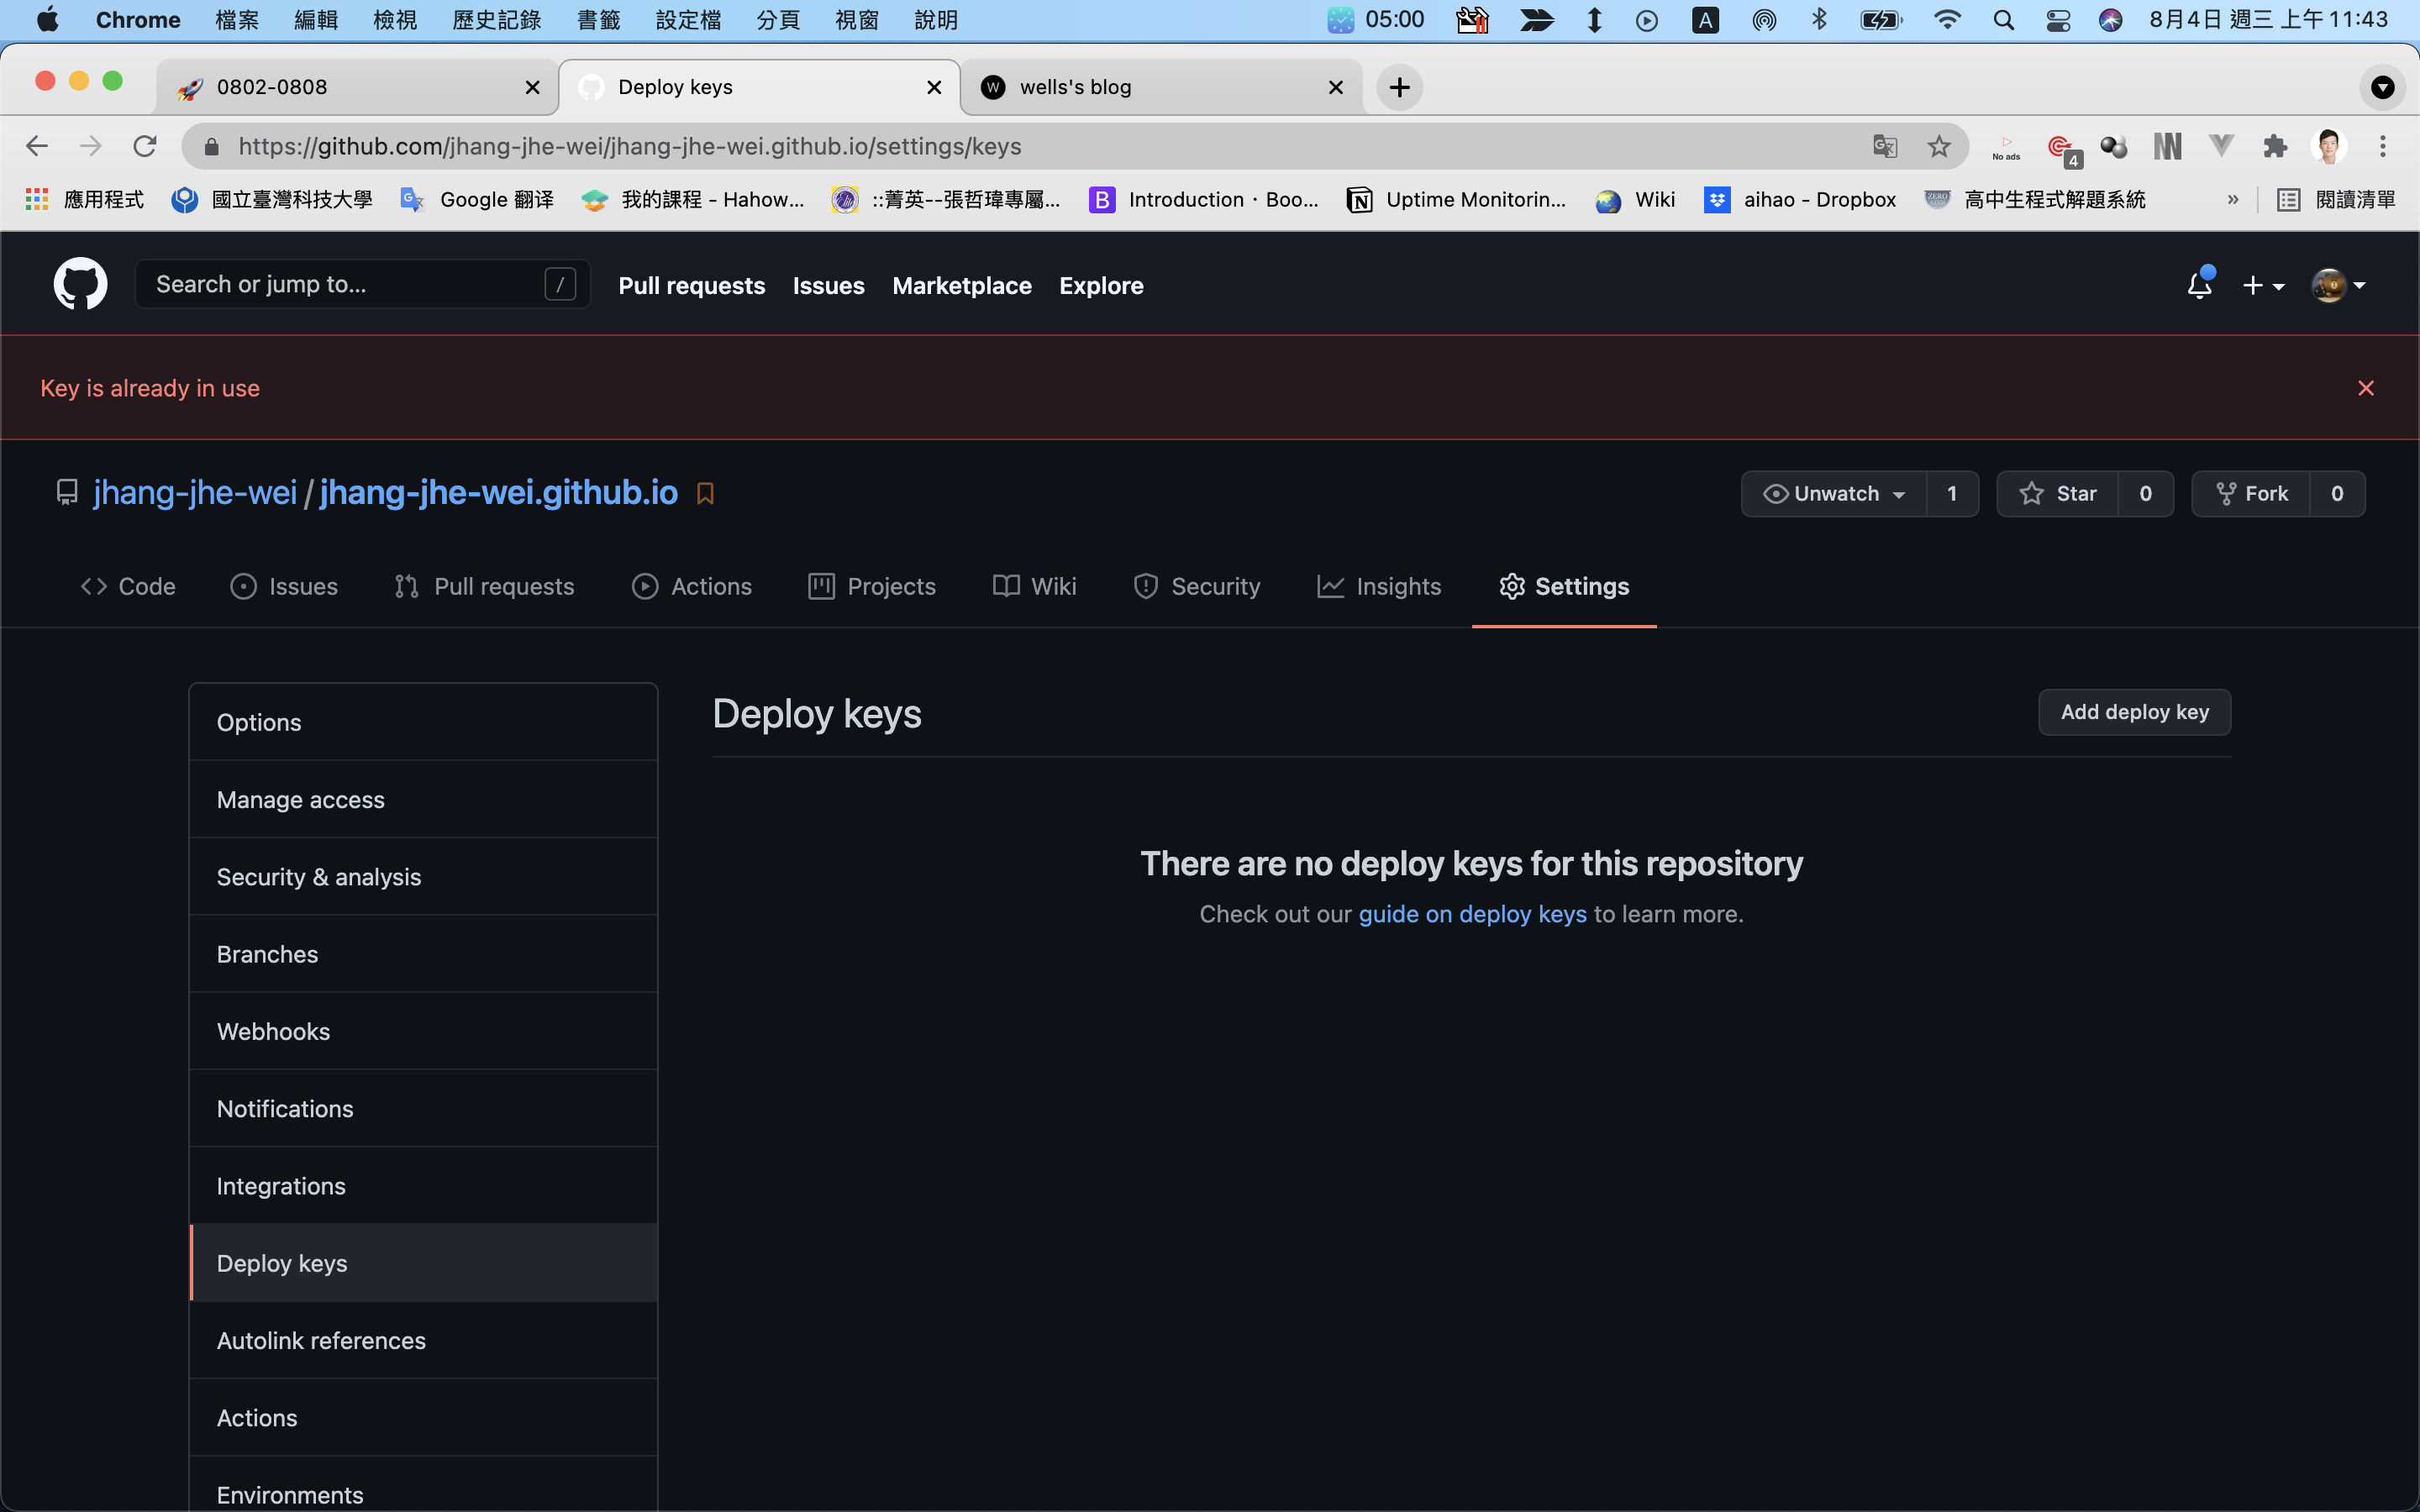 Chrome 檔案 編輯 檢視 歷史記錄 書籤 設定檔 分頁 視窗 說明 05:00 A 8月4日 週三 上午 11:43
0802-0808 Deploy keys W wells's blog
https://github.com/jhang-jhe-wei/jhang-jhe-wei.github.io/settings/keys No ads 4
應用程式 國立臺灣科技大學 Google 翻译 我的課程 - Hahow... ::菁英--張哲瑋專屬... B Introduction · Boo... Uptime Monitorin... Wiki aihao - Dropbox ZERO 高中生程式解題系統 » 閱讀清單
Search or jump to... / Pull requests Issues Marketplace Explore
Key is already in use
jhang-jhe-wei / jhang-jhe-wei.github.io Unwatch 1 Star 0 Fork 0
Code Issues Pull requests Actions Projects Wiki Security Insights Settings
Options
Manage access
Security & analysis
Branches
Webhooks
Notifications
Integrations
Deploy keys
Autolink references
Actions
Environments
Deploy keys Add deploy key
There are no deploy keys for this repository
Check out our guide on deploy keys to learn more.